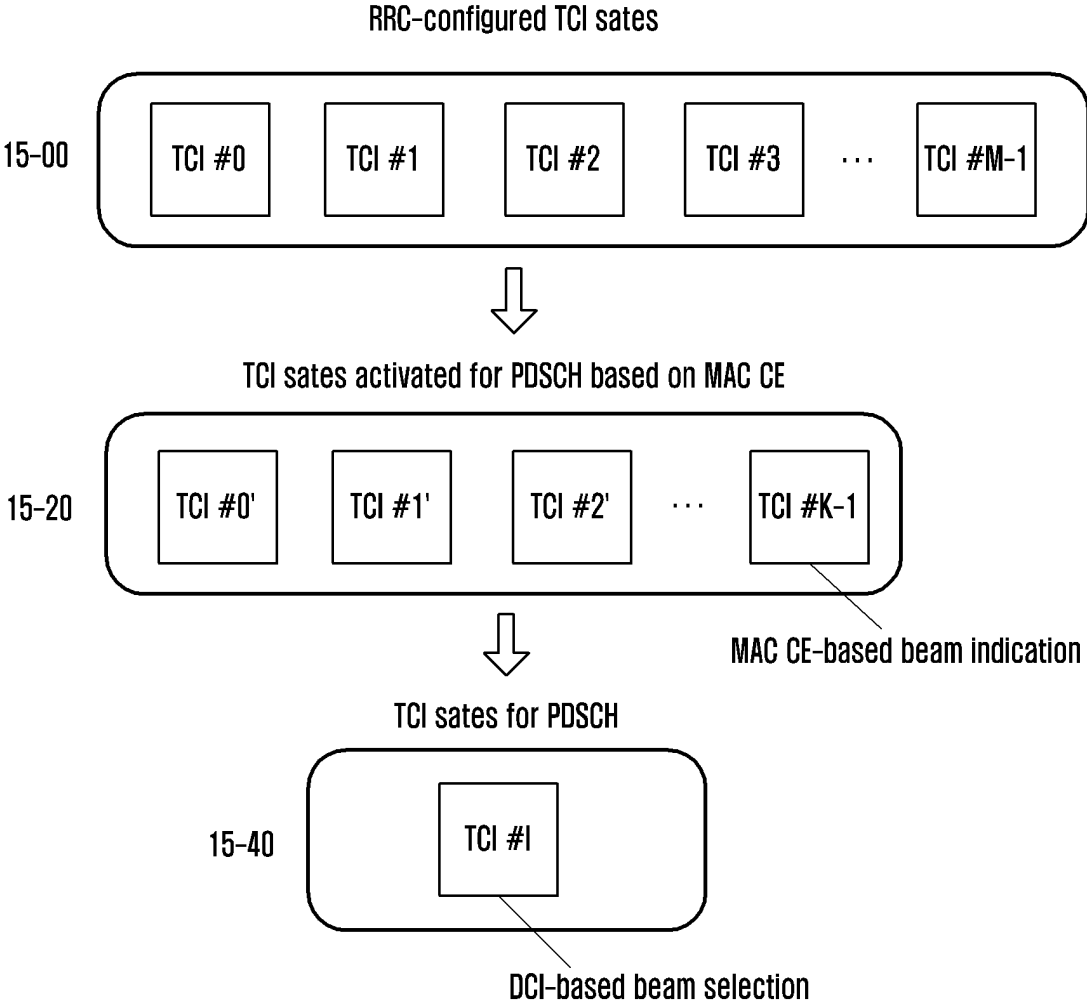 RRC-configured TCI sates
15-00 TCI #0 TCI #1 TCI #2 TCI #3 ··· TCI #M-1
TCI sates activated for PDSCH based on MAC CE
15-20 TCI #0' TCI #1' TCI #2' ··· TCI #K-1
MAC CE-based beam indication
TCI sates for PDSCH
15-40 TCI #I
DCI-based beam selection